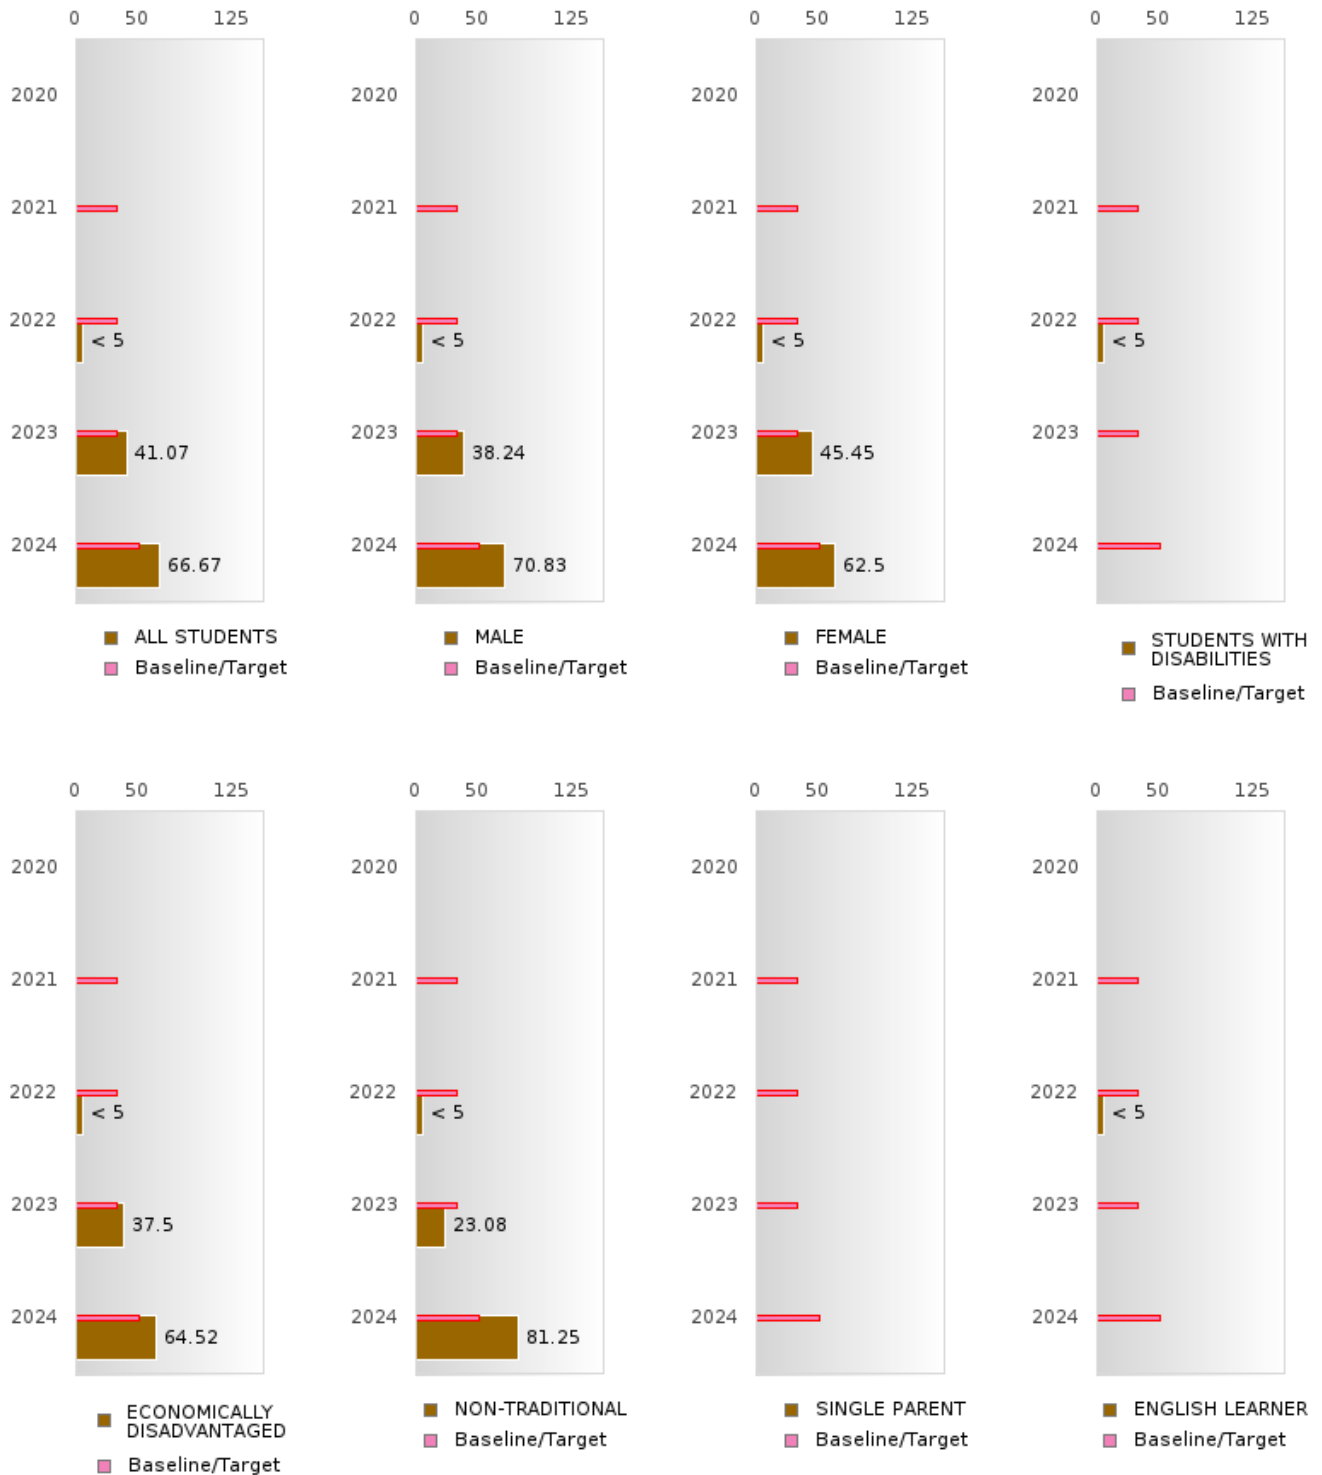 0 50 125 0 50 125 0 50 125 0 50 125
2020 2020 2020 2020
2021 2021 2021 2021
2022 2022 2022 2022
< 5 < 5 < 5 < 5
2023 2023 2023 2023
41.07 38.24 45.45
2024 2024 2024 2024
66.67 70.83 62.5
ALL STUDENTS MALE FEMALE STUDENTS WITH
DISABILITIES
Baseline/Target Baseline/Target Baseline/Target Baseline/Target
0 50 125 0 50 125 0 50 125 0 50 125
2020 2020 2020 2020
2021 2021 2021 2021
2022 2022 2022 2022
< 5 < 5 < 5
2023 2023 2023 2023
37.5 23.08
2024 2024 2024 2024
64.52 81.25
ECONOMICALLY NON-TRADITIONAL SINGLE PARENT ENGLISH LEARNER
DISADVANTAGED
Baseline/Target Baseline/Target Baseline/Target Baseline/Target